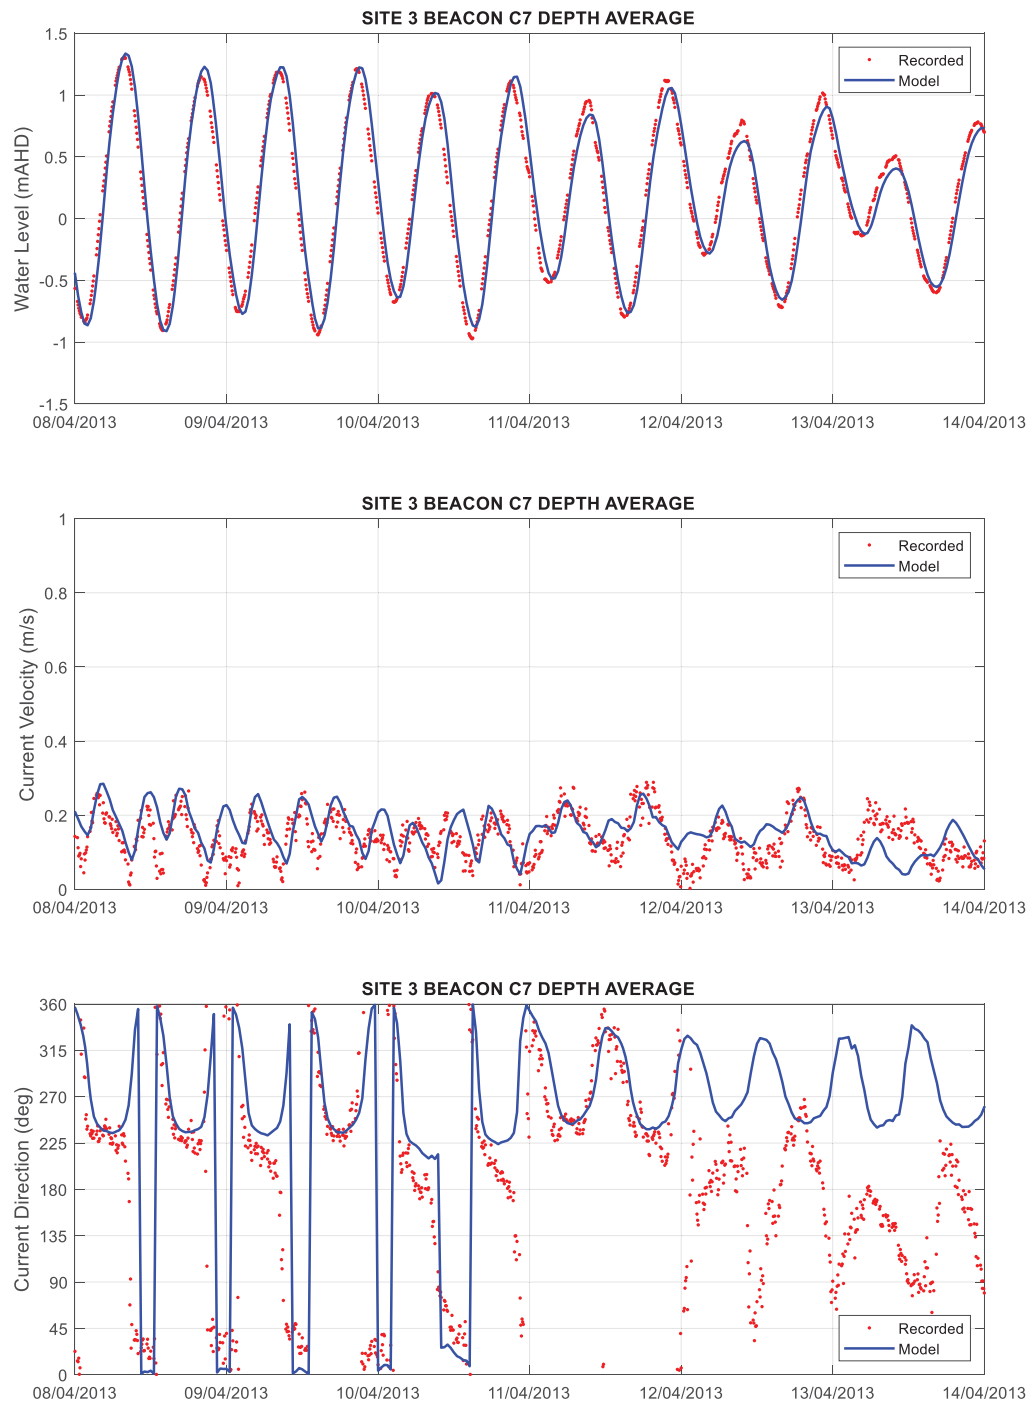 SITE 3 BEACON C7 DEPTH AVERAGE
Water Level (mAHD)
1.5
1
0.5
0
-0.5
-1
-1.5
Recorded
Model
08/04/2013 09/04/2013 10/04/2013 11/04/2013 12/04/2013 13/04/2013 14/04/2013
SITE 3 BEACON C7 DEPTH AVERAGE
Current Velocity (m/s)
1
0.8
0.6
0.4
0.2
0
Recorded
Model
08/04/2013 09/04/2013 10/04/2013 11/04/2013 12/04/2013 13/04/2013 14/04/2013
SITE 3 BEACON C7 DEPTH AVERAGE
Current Direction (deg)
360
315
270
225
180
135
90
45
0
Recorded
Model
08/04/2013 09/04/2013 10/04/2013 11/04/2013 12/04/2013 13/04/2013 14/04/2013